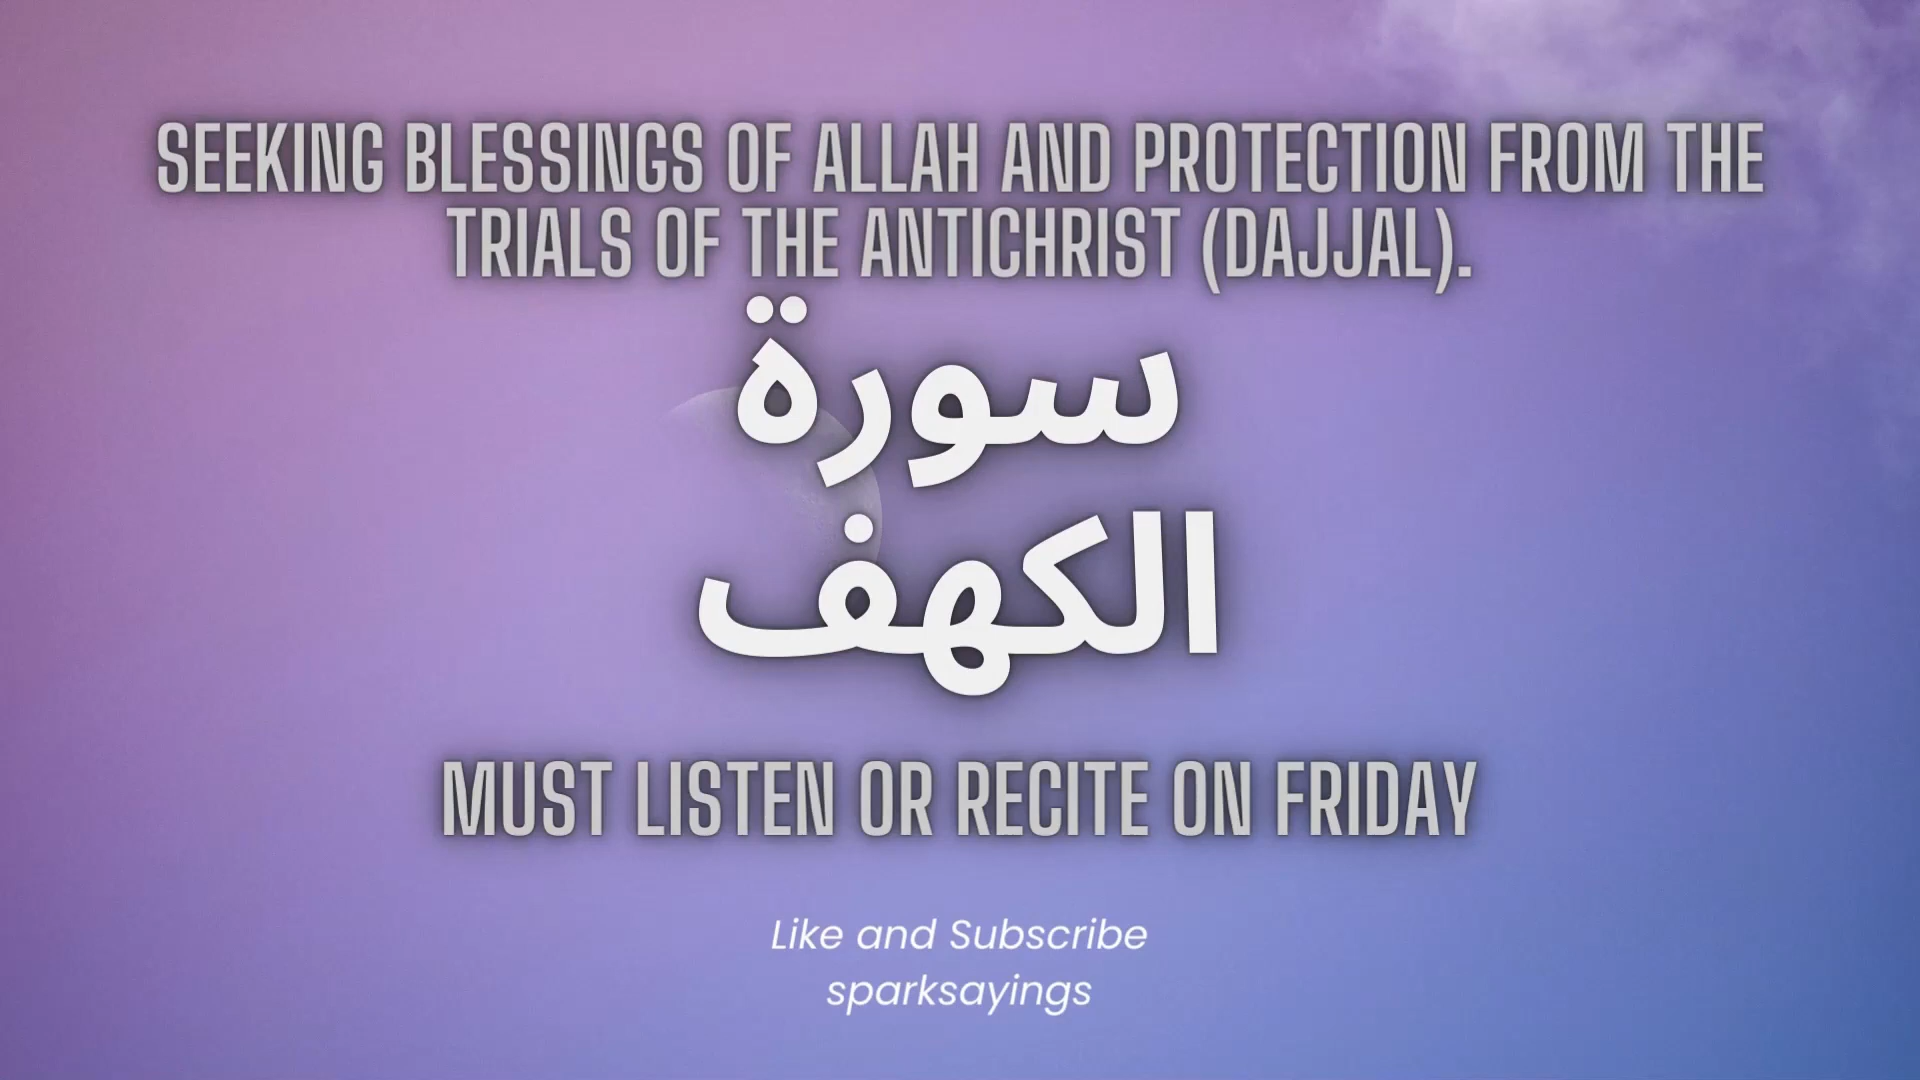 SEEKING BLESSINGS OF ALLAH AND PROTECTION FROM THE
TRIALS OF THE ANTICHRIST (DAJJAL).
سورة
الكهف
MUST LISTEN OR RECITE ON FRIDAY
Like and Subscribe
sparksayings